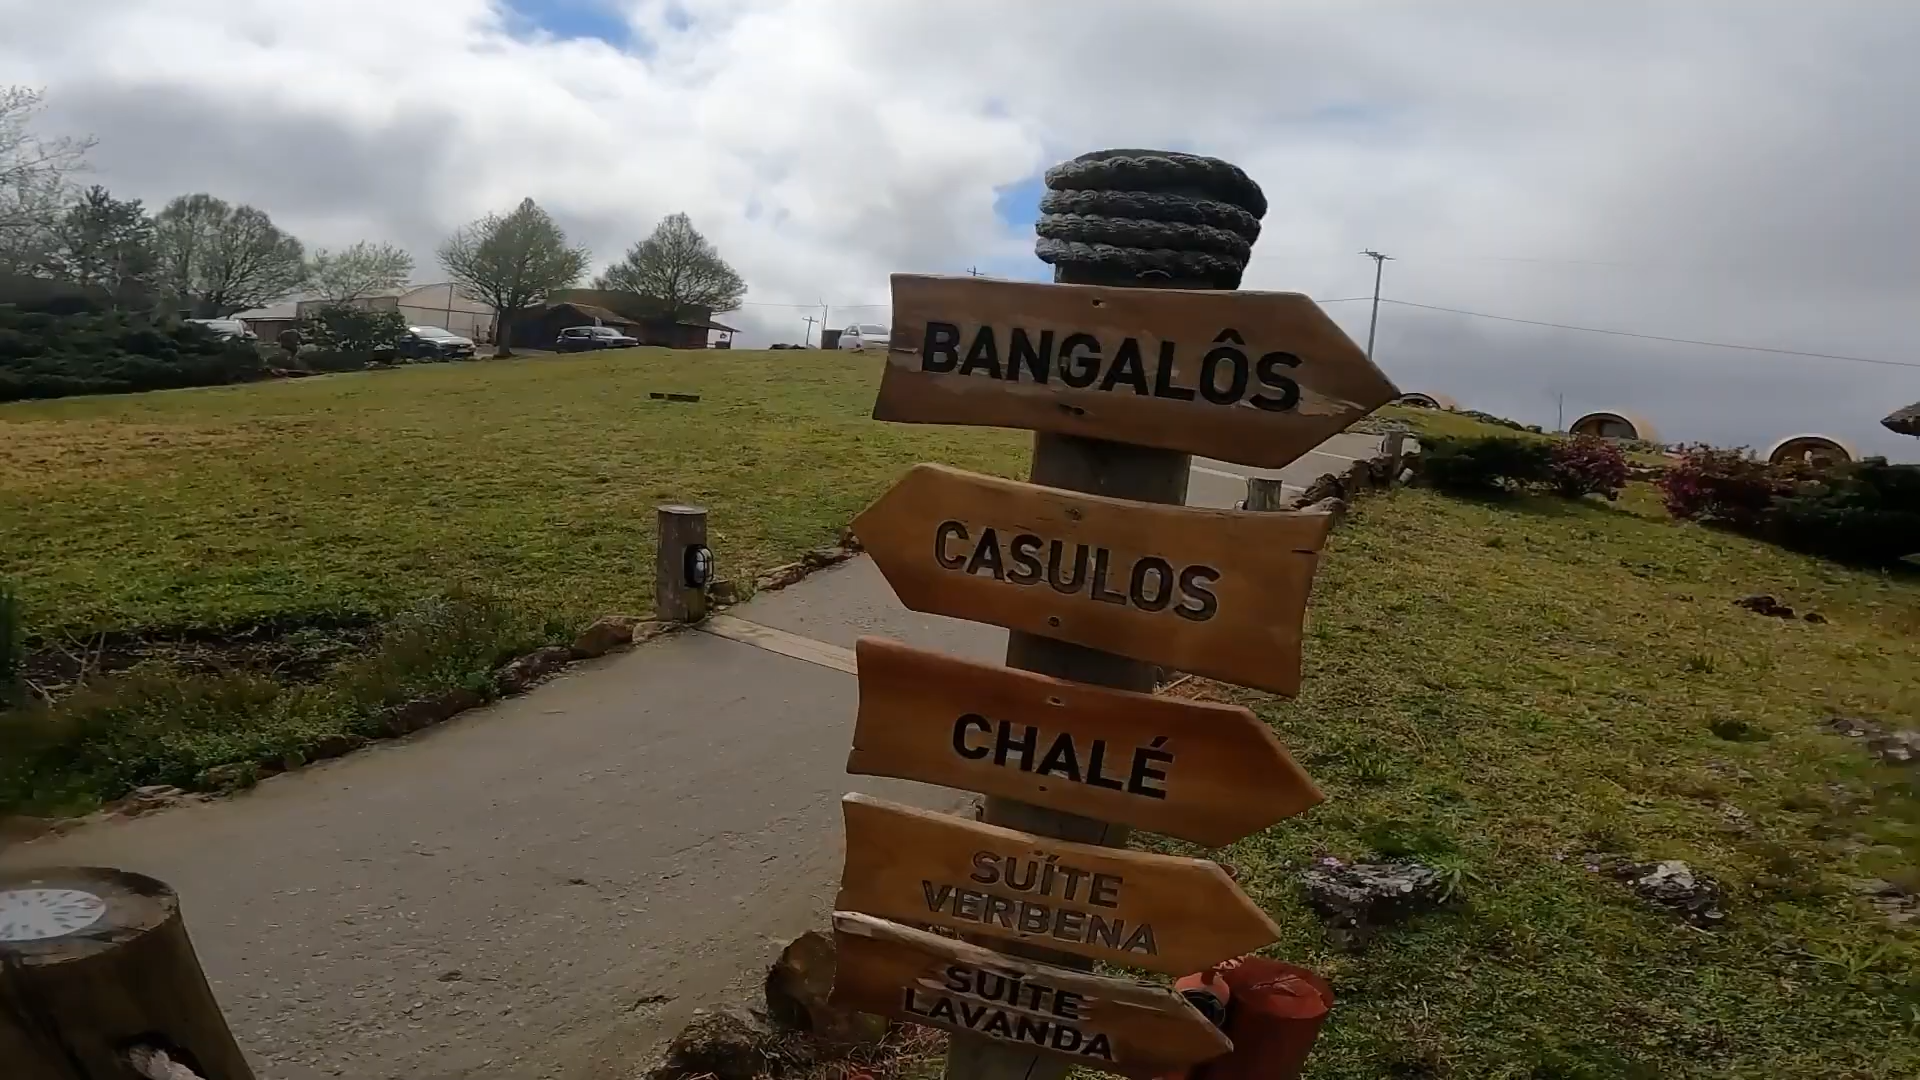 BANGALÔS
CASULOS
CHALÉ
SUÍTE
VERBENA
SUÍTE
LAVANDA